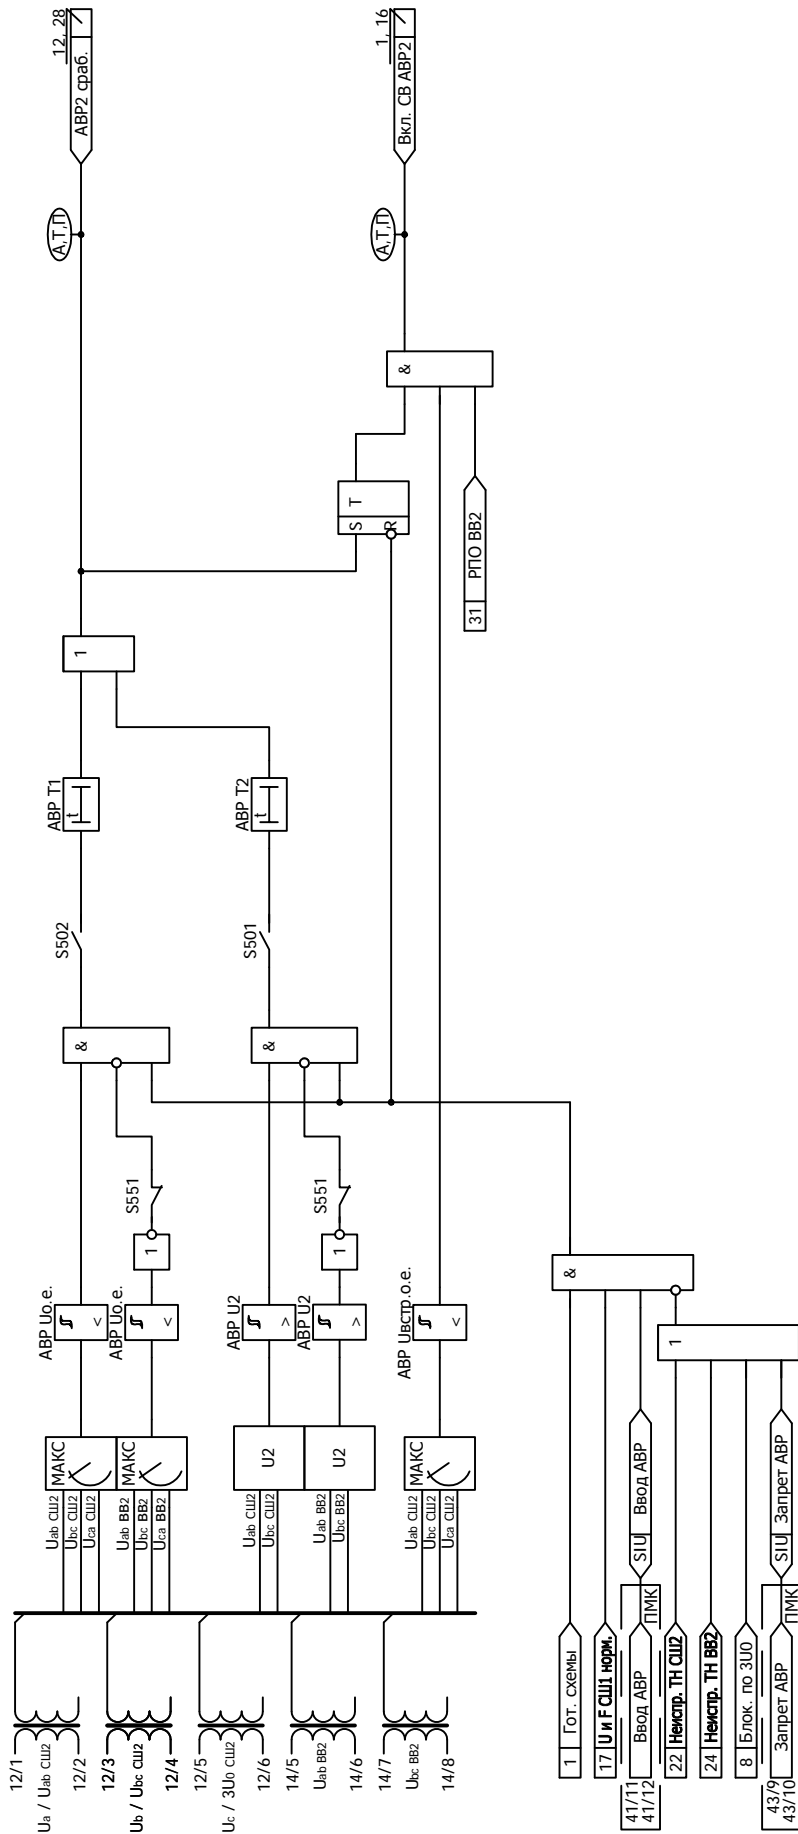 12/1
Ua / Uab СШ2
12/2
12/3
Ub / Ubc СШ2
12/4
12/5
Uc / 3U0 СШ2
12/6
14/5
Uab ВВ2
14/6
14/7
Ubc ВВ2
14/8
Uab СШ2
Ubc СШ2
Uca СШ2
Uab ВВ2
Ubc ВВ2
Uca ВВ2
Uab СШ2
Ubc СШ2
Uab ВВ2
Ubc ВВ2
Uab СШ2
Ubc СШ2
Uca СШ2
МАКС
МАКС
U2
U2
МАКС
АВР Uо.е.
<
АВР Uо.е.
<
АВР U2
>
АВР U2
>
АВР Uвстр.о.е.
<
1
S551
1
S551
&
&
S502
S501
АВР Т1
t
АВР Т2
t
1
S
R
T
31 РПО ВВ2
&
А,Т,П
А,Т,П
АВР2 сраб.
12, 28
Вкл. СВ АВР2
1, 16
1 Гот. схемы
17 U и F СШ1 норм.
41/11
41/12
Ввод АВР
ПМК
SIU Ввод АВР
22 Неиспр. ТН СШ2
24 Неиспр. ТН ВВ2
8 Блок. по 3U0
43/9
43/10
Запрет АВР
ПМК
SIU Запрет АВР
1
&